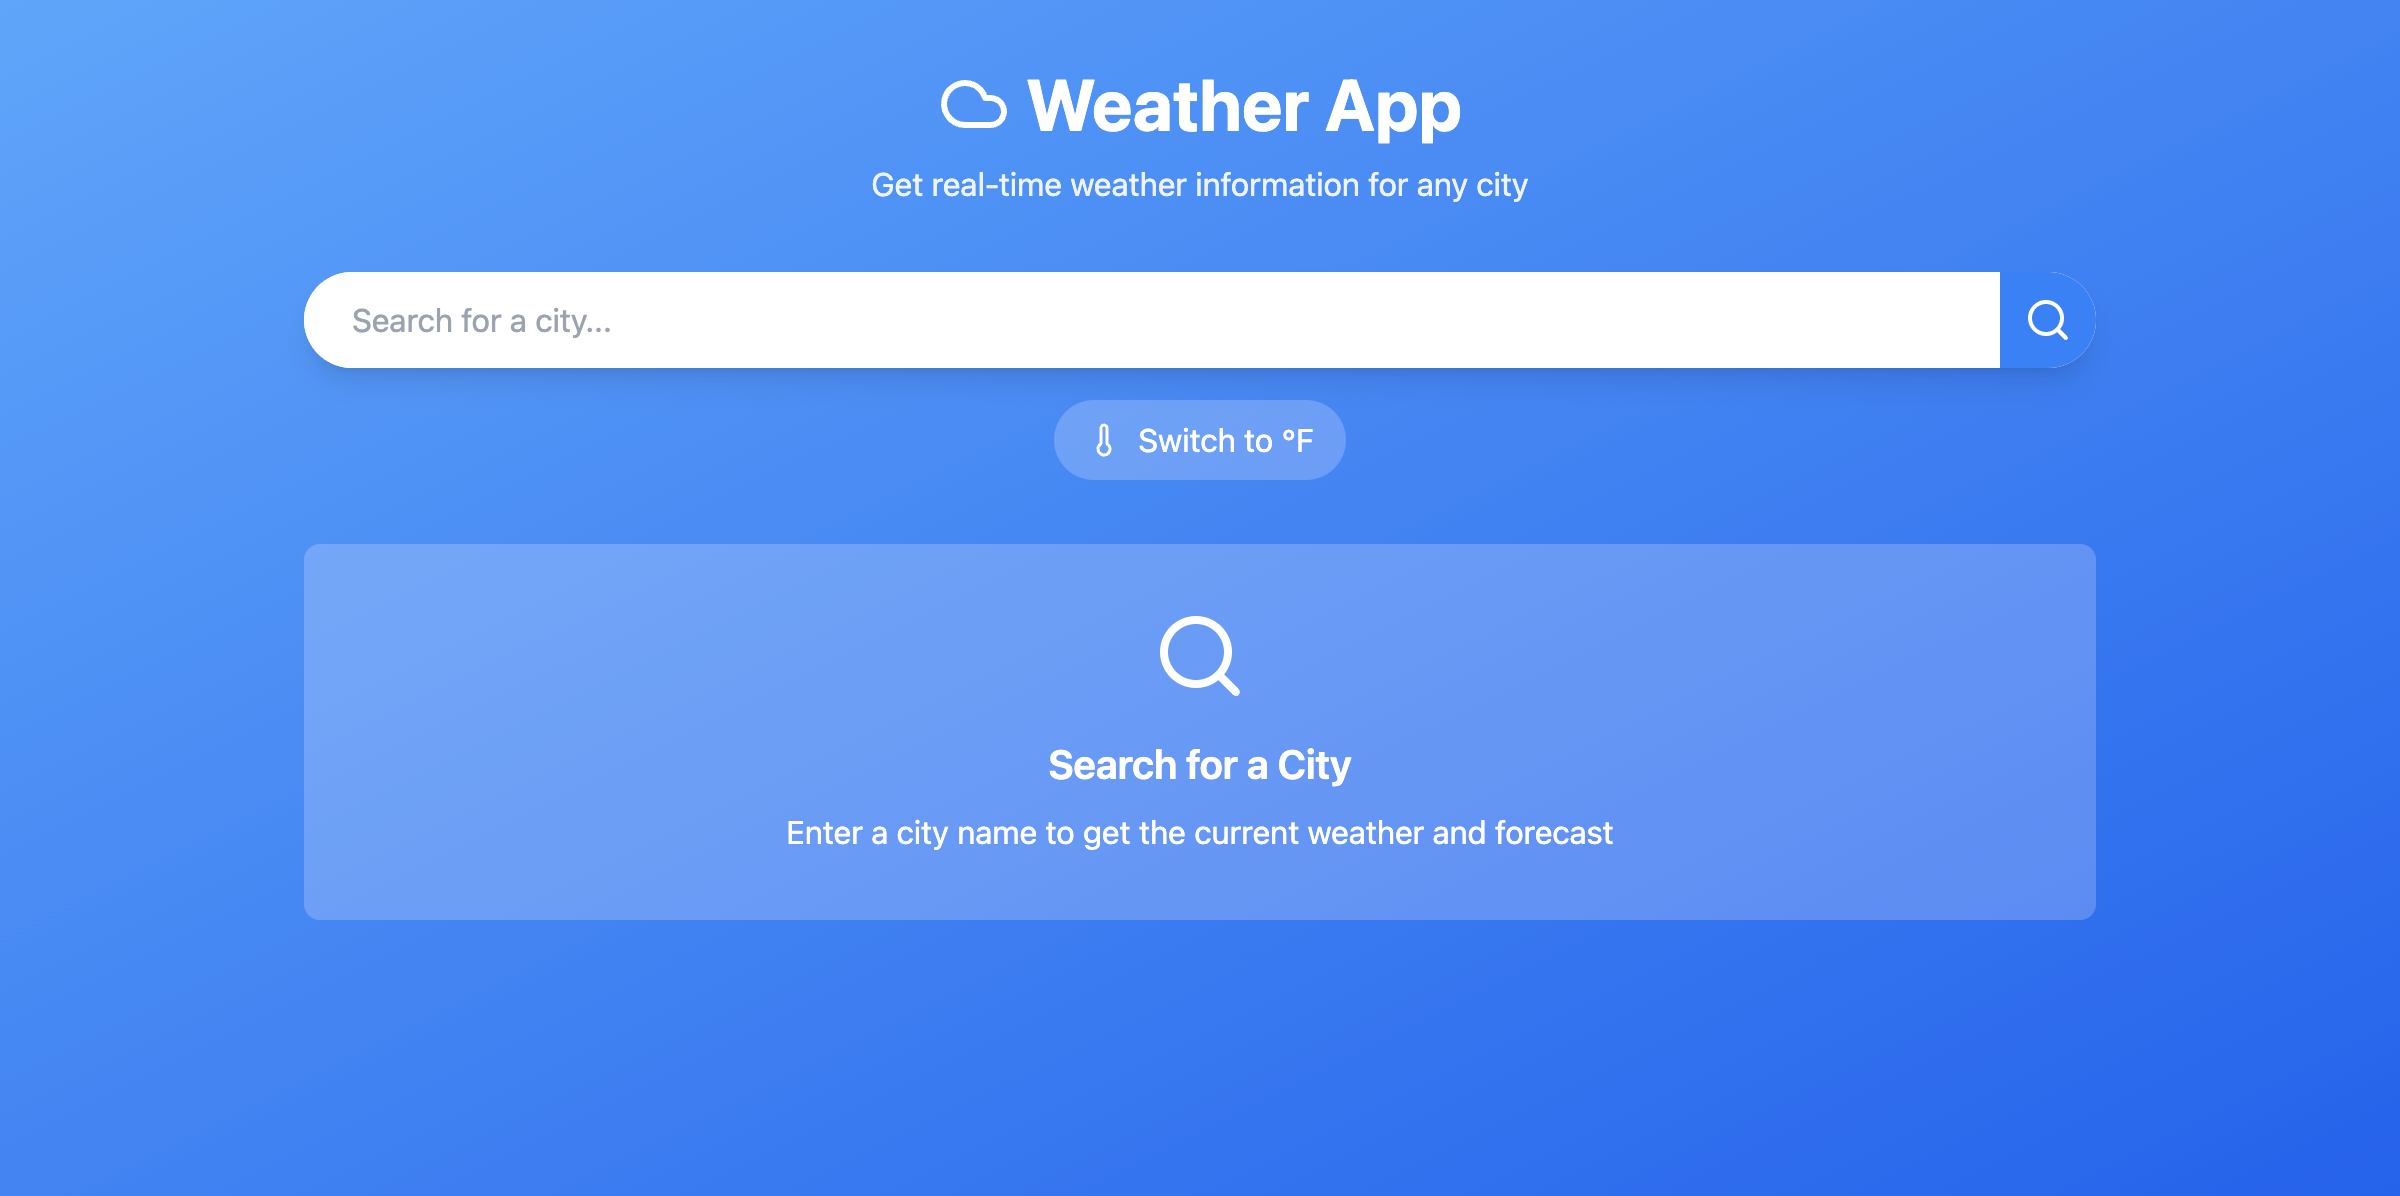 Weather App
Get real-time weather information for any city
Search for a city...
Switch to °F
Search for a City
Enter a city name to get the current weather and forecast